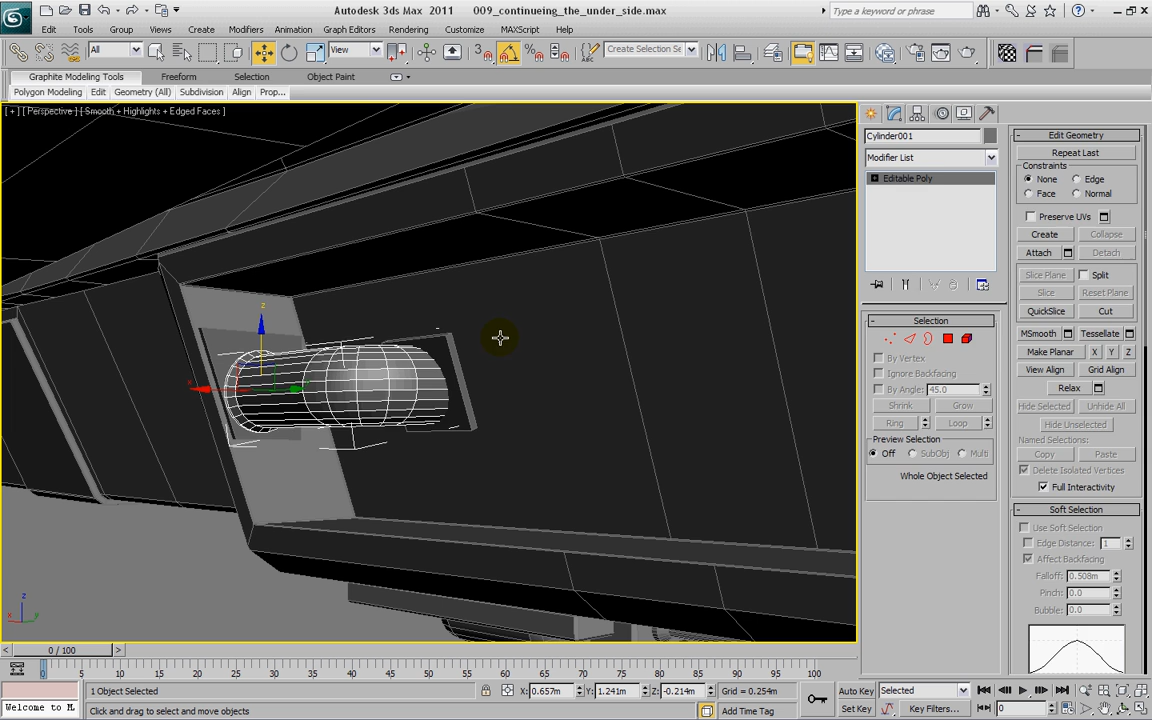 Autodesk 3ds Max 2011    009_continueing_the_under_side.max
Type a keyword or phrase
Edit Tools Group Views Create Modifiers Animation Graph Editors Rendering Customize MAXScript Help
All View Create Selection Se
Graphite Modeling Tools Freeform Selection Object Paint
Polygon Modeling Edit Geometry (All) Subdivision Align Prop...
[ + ] [ Perspective ] [ Smooth + Highlights + Edged Faces ]
Cylinder001
Modifier List
Editable Poly
Selection
By Vertex
Ignore Backfacing
By Angle: 45.0
Shrink Grow
Ring Loop
Preview Selection
Off SubObj Multi
Whole Object Selected
Edit Geometry
Repeat Last
Constraints
None Edge
Face Normal
Preserve UVs
Create Collapse
Attach Detach
Slice Plane Split
Slice Reset Plane
QuickSlice Cut
MSmooth Tessellate
Make Planar X Y Z
View Align Grid Align
Relax
Hide Selected Unhide All
Hide Unselected
Named Selections:
Copy Paste
Delete Isolated Vertices
Full Interactivity
Soft Selection
Use Soft Selection
Edge Distance: 1
Affect Backfacing
Falloff: 0.508m
Pinch: 0.0
Bubble: 0.0
z
x
y
z
x y
< 0 / 100 >
0 5 10 15 20 25 30 35 40 45 50 55 60 65 70 75 80 85 90 95 100
1 Object Selected X: 0.657m Y: 1.241m Z: -0.214m Grid = 0.254m Auto Key Selected
Welcome to M Click and drag to select and move objects Add Time Tag Set Key Key Filters... 0